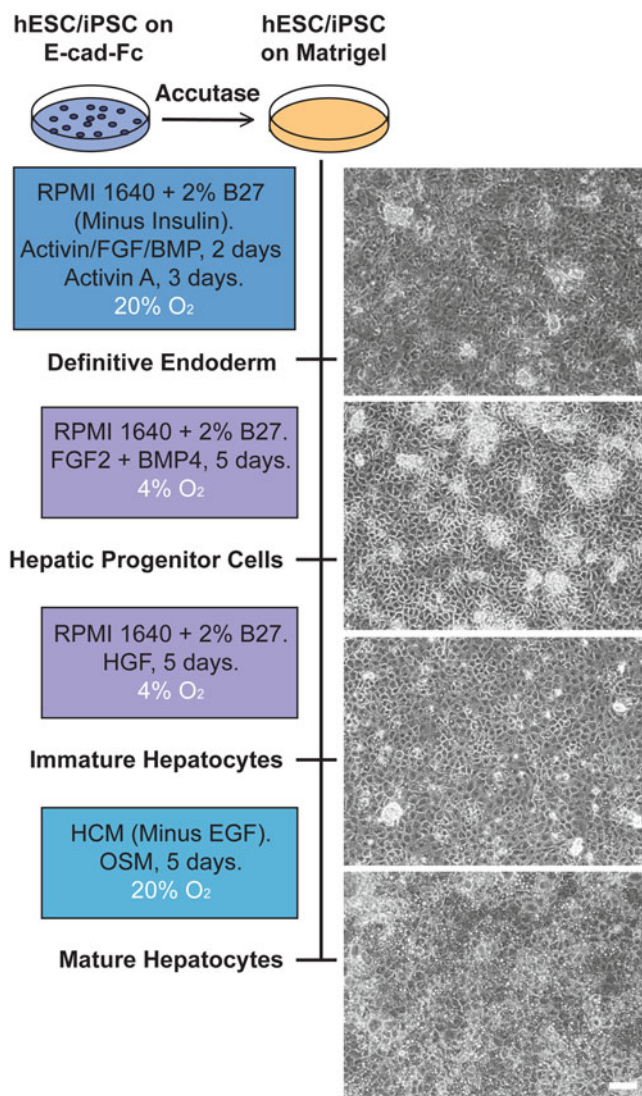 hESC/iPSC on
E-cad-Fc
Accutase
hESC/iPSC
on Matrigel
RPMI 1640 + 2% B27
(Minus Insulin).
Activin/FGF/BMP, 2 days
Activin A, 3 days.
20% O₂
Definitive Endoderm
RPMI 1640 + 2% B27.
FGF2 + BMP4, 5 days.
4% O₂
Hepatic Progenitor Cells
RPMI 1640 + 2% B27.
HGF, 5 days.
4% O₂
Immature Hepatocytes
HCM (Minus EGF).
OSM, 5 days.
20% O₂
Mature Hepatocytes